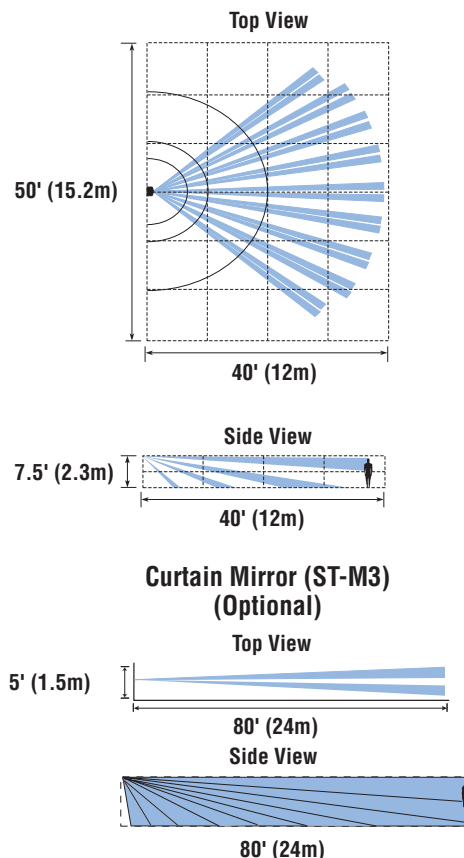 Top View
50' (15.2m)
40' (12m)
Side View
7.5' (2.3m)
40' (12m)
Curtain Mirror (ST-M3)
(Optional)
Top View
5' (1.5m)
80' (24m)
Side View
80' (24m)